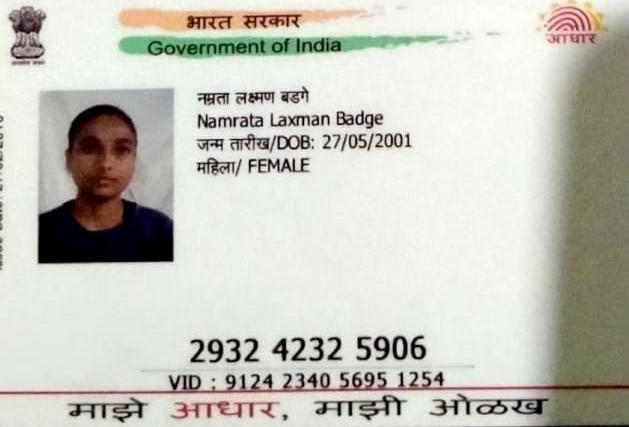 भारत सरकार
Government of India
आधार
नम्रता लक्ष्मण बडगे
Namrata Laxman Badge
जन्म तारीख/DOB: 27/05/2001
महिला/ FEMALE
2932 4232 5906
VID : 9124 2340 5695 1254
माझे आधार, माझी ओळख